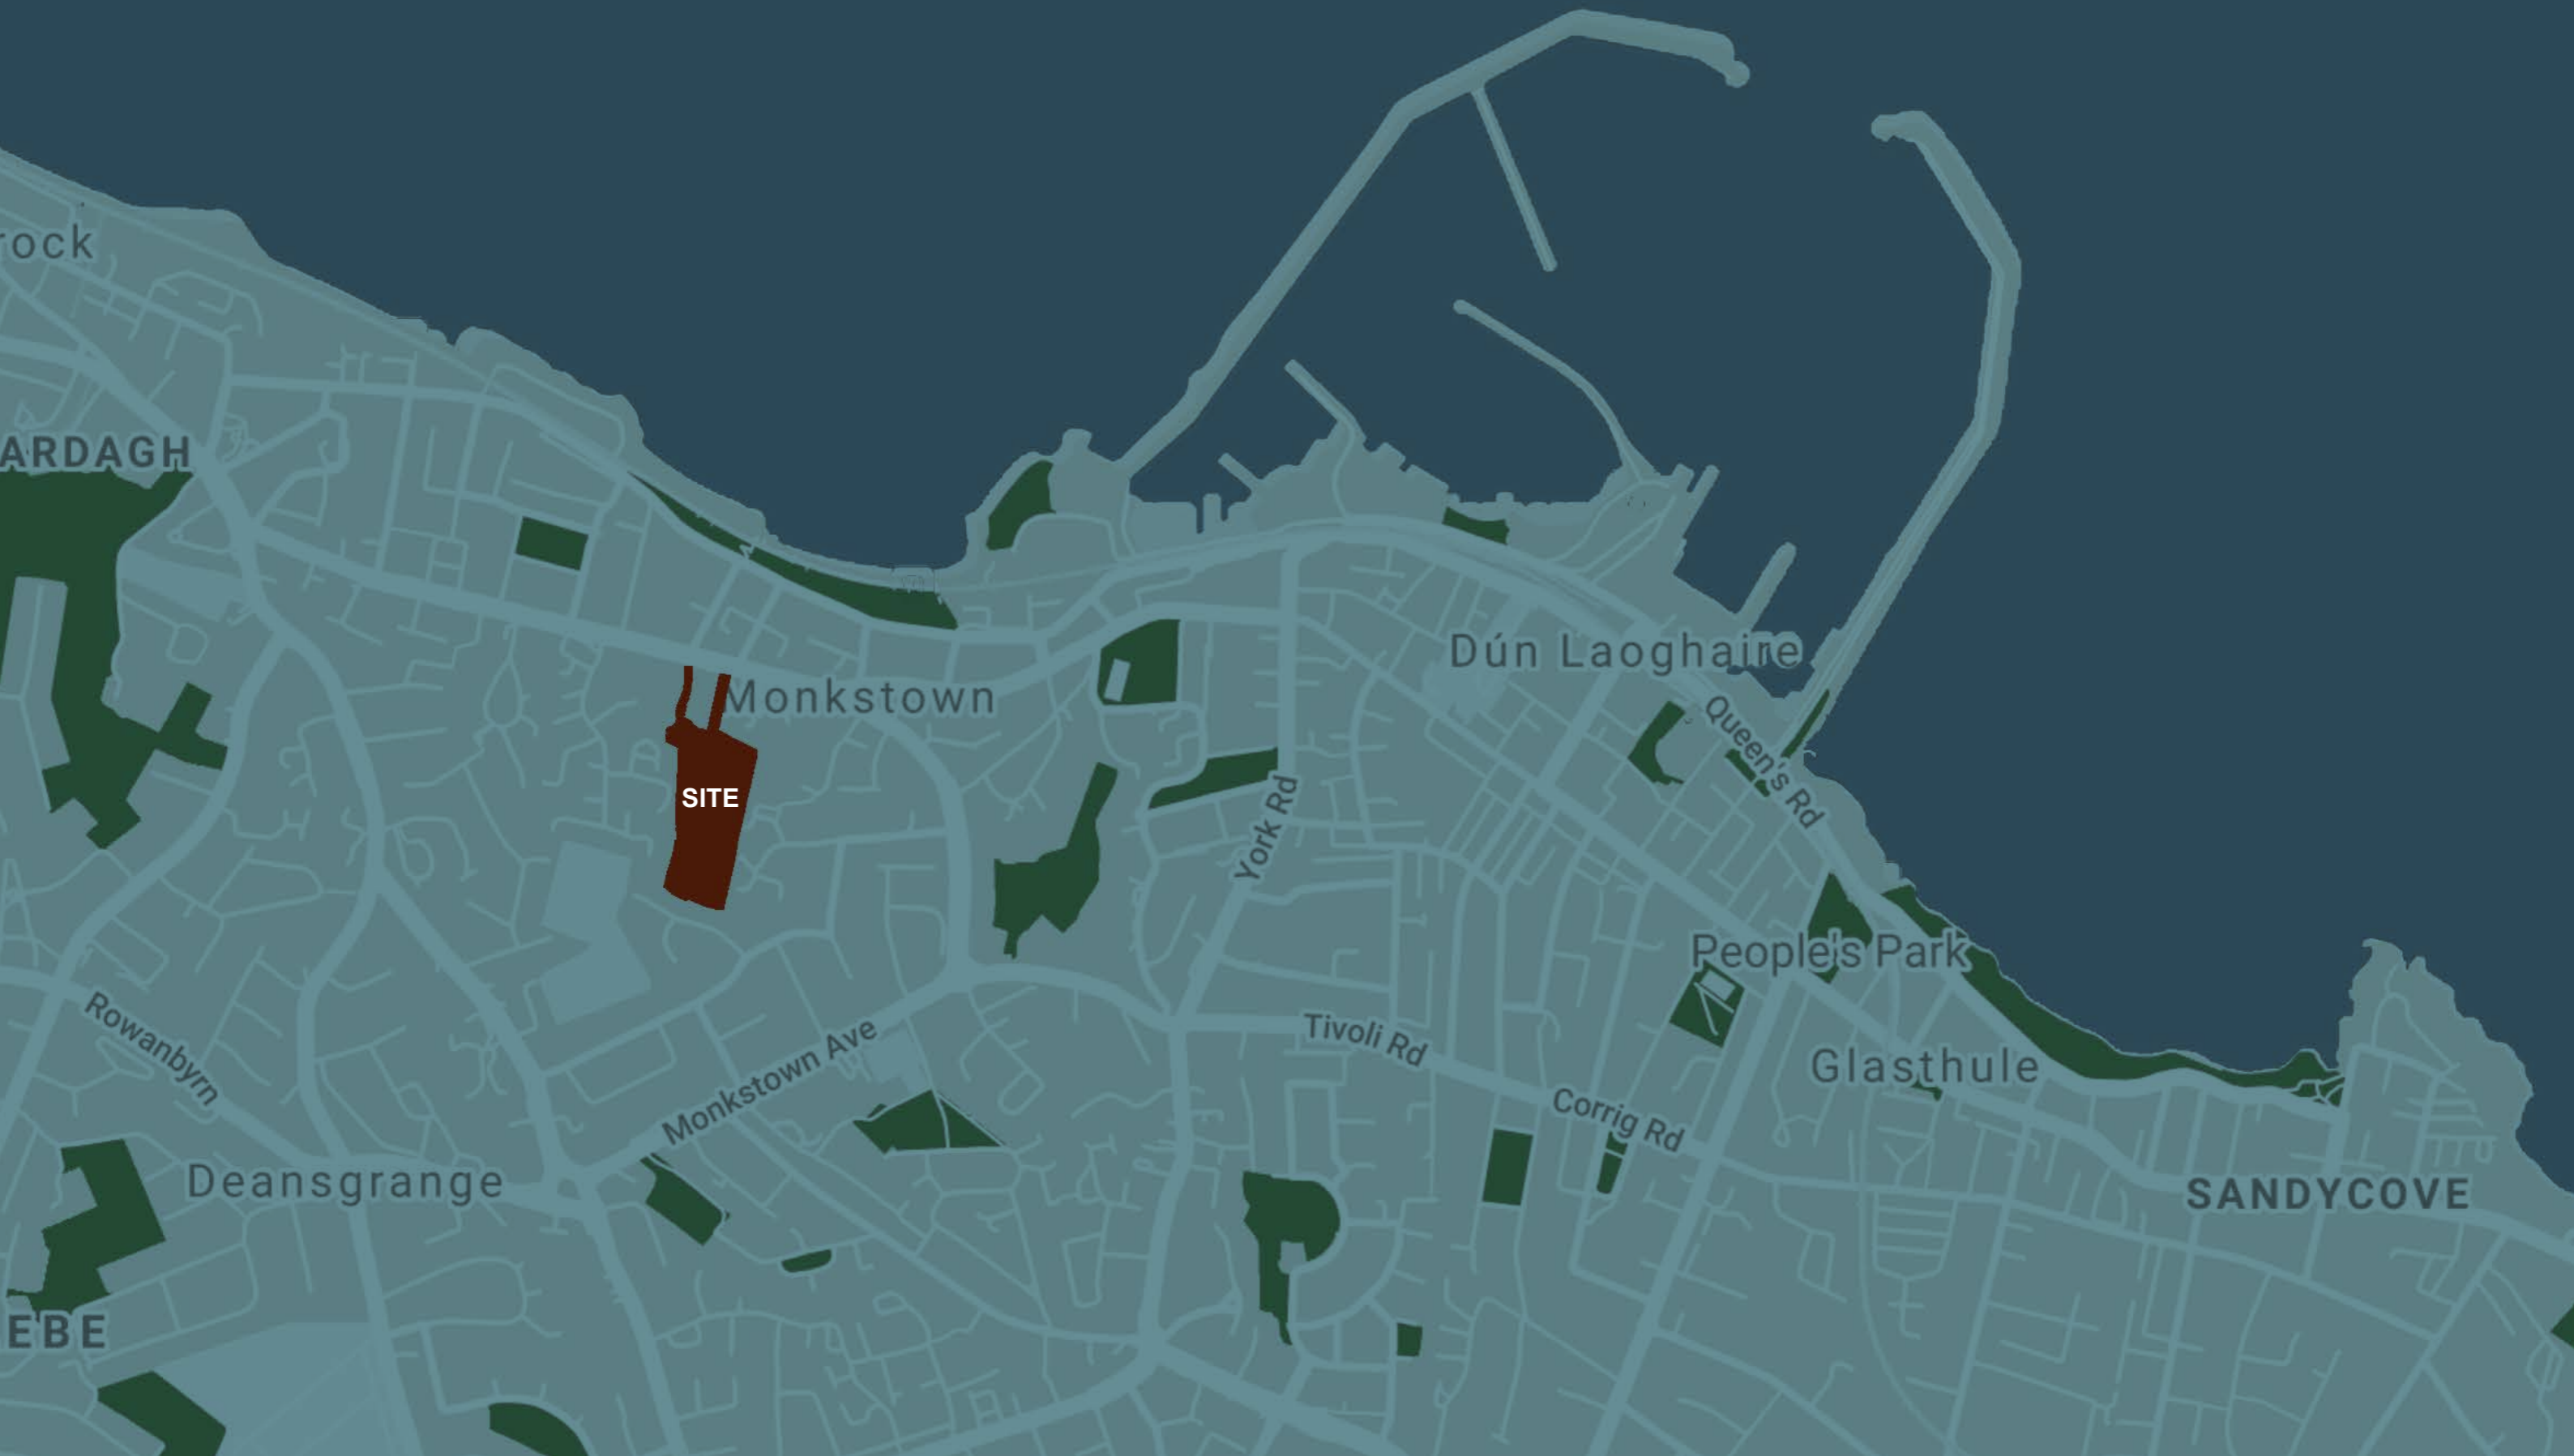 rock
ARDAGH
Dún Laoghaire
Monkstown
Queen's Rd
SITE
York Rd
People's Park
Rowanbyrn
Tivoli Rd
Monkstown Ave
Glasthule
Corrig Rd
Deansgrange
SANDYCOVE
EBE